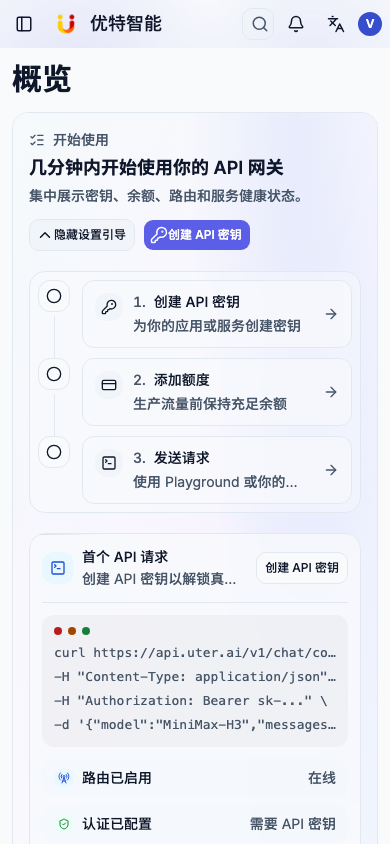 优特智能
V
概览
开始使用
几分钟内开始使用你的 API 网关
集中展示密钥、余额、路由和服务健康状态。
隐藏设置引导
创建 API 密钥
1. 创建 API 密钥
为你的应用或服务创建密钥
2. 添加额度
生产流量前保持充足余额
3. 发送请求
使用 Playground 或你的...
首个 API 请求
创建 API 密钥以解锁真...
创建 API 密钥
curl https://api.uter.ai/v1/chat/co…
-H "Content-Type: application/json"…
-H "Authorization: Bearer sk-..." \
-d '{"model":"MiniMax-H3","messages…
路由已启用
在线
认证已配置
需要 API 密钥